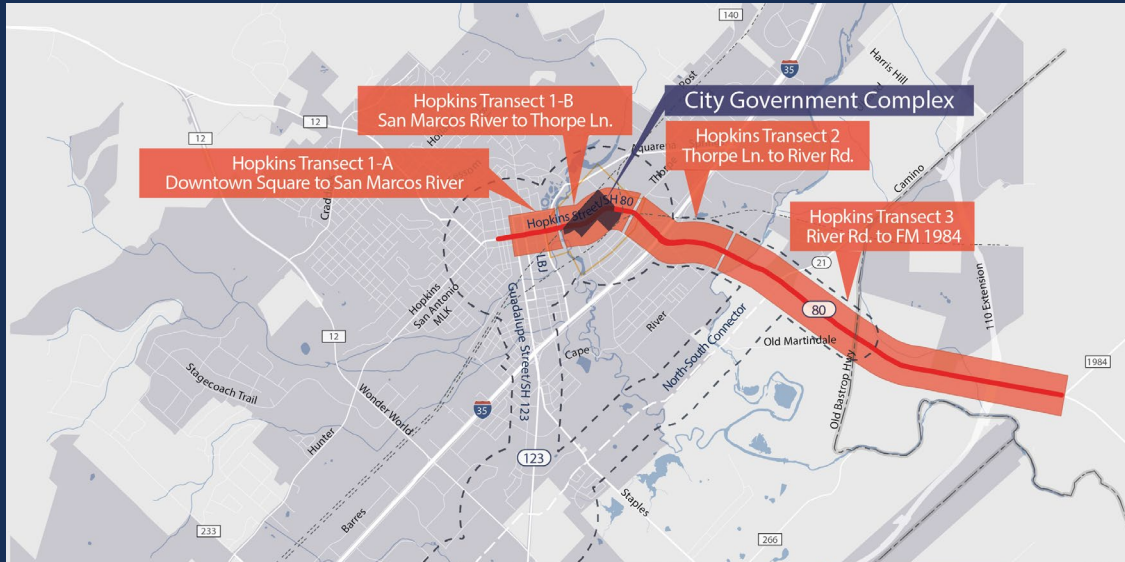 140
35
Post
Harris Hill
Hopkins Transect 1-B
San Marcos River to Thorpe Ln.
City Government Complex
12
12
Hopkins Transect 2
Thorpe Ln. to River Rd.
Hopkins Transect 1-A
Downtown Square to San Marcos River
Aquarena
Camino
Hopkins Street/SH 80
Hopkins Transect 3
River Rd. to FM 1984
LBJ
21
110 Extension
Hopkins
San Antonio
MLK
Guadalupe Street/SH 123
River
80
12
Cape
North-South Connector
Old Martindale
1984
Stagecoach Trail
Wonder World
35
Old Bastrop Hwy
Hunter
123
Staples
Barres
233
266